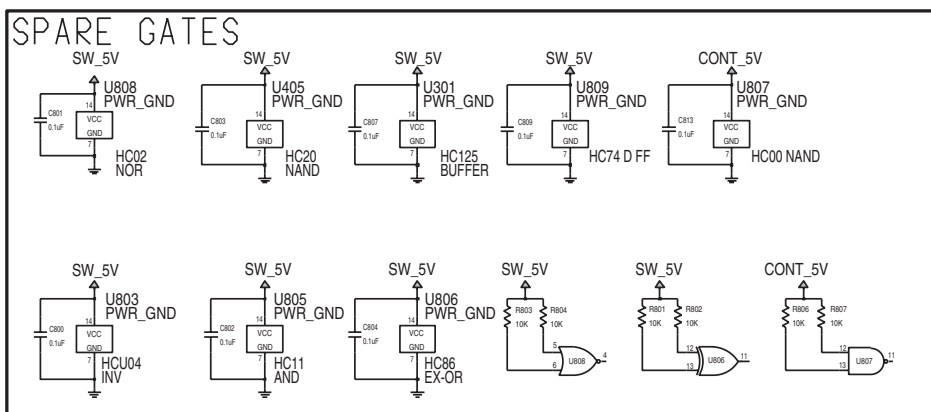 SPARE GATES
SW_5V
U808
PWR_GND
C801
0.1uF
14
VCC
GND
7
HC02
NOR
SW_5V
U405
PWR_GND
C803
0.1uF
14
VCC
GND
7
HC20
NAND
SW_5V
U301
PWR_GND
C807
0.1uF
14
VCC
GND
7
HC125
BUFFER
SW_5V
U809
PWR_GND
C809
0.1uF
14
VCC
GND
7
HC74 D FF
CONT_5V
U807
PWR_GND
C813
0.1uF
14
VCC
GND
7
HC00 NAND
SW_5V
U803
PWR_GND
C800
0.1uF
14
VCC
GND
7
HCU04
INV
SW_5V
U805
PWR_GND
C802
0.1uF
14
VCC
GND
7
HC11
AND
SW_5V
U806
PWR_GND
C804
0.1uF
14
VCC
GND
7
HC86
EX-OR
SW_5V
R803
10K
R804
10K
5
6
U808
4
SW_5V
R801
10K
R802
10K
12
13
U806
11
CONT_5V
R806
10K
R807
10K
12
13
U807
11